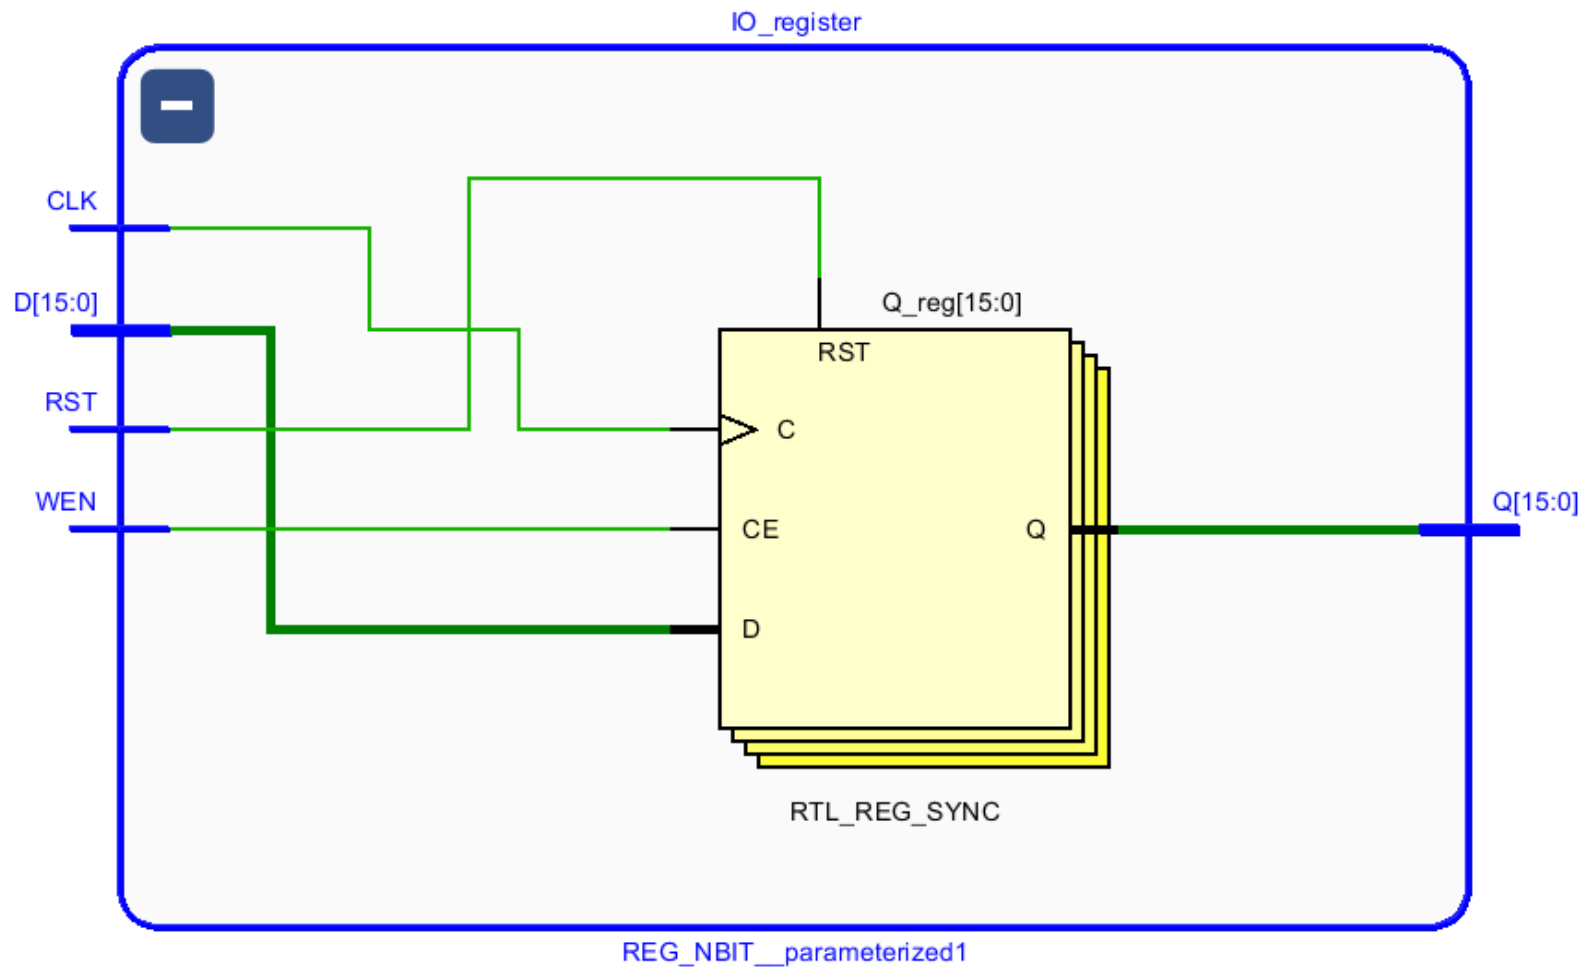 IO_register
CLK
D[15:0]
Q_reg[15:0]
RST
RST
C
WEN
CE
Q
Q[15:0]
D
RTL_REG_SYNC
REG_NBIT__parameterized1